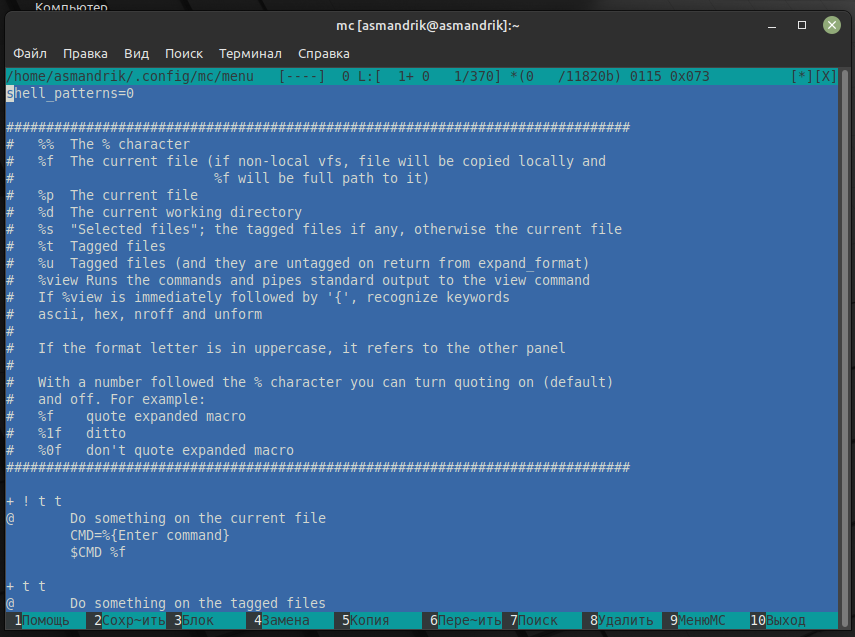 Компьютер
mc [asmandrik@asmandrik]:~
Файл Правка Вид Поиск Терминал Справка
/home/asmandrik/.config/mc/menu [----] 0 L:[ 1+ 0 1/370] *(0 /11820b) 0115 0x073 [*][X]
shell_patterns=0
##############################################################################
# %% The % character
# %f The current file (if non-local vfs, file will be copied locally and
# %f will be full path to it)
# %p The current file
# %d The current working directory
# %s "Selected files"; the tagged files if any, otherwise the current file
# %t Tagged files
# %u Tagged files (and they are untagged on return from expand_format)
# %view Runs the commands and pipes standard output to the view command
# If %view is immediately followed by '{', recognize keywords
# ascii, hex, nroff and unform
#
# If the format letter is in uppercase, it refers to the other panel
#
# With a number followed the % character you can turn quoting on (default)
# and off. For example:
# %f quote expanded macro
# %1f ditto
# %0f don't quote expanded macro
##############################################################################
+ ! t t
@ Do something on the current file
CMD=%{Enter command}
$CMD %f
+ t t
@ Do something on the tagged files
1Помощь 2Сохр~ить 3Блок 4Замена 5Копия 6Пере~ить 7Поиск 8Удалить 9МенюMC 10Выход